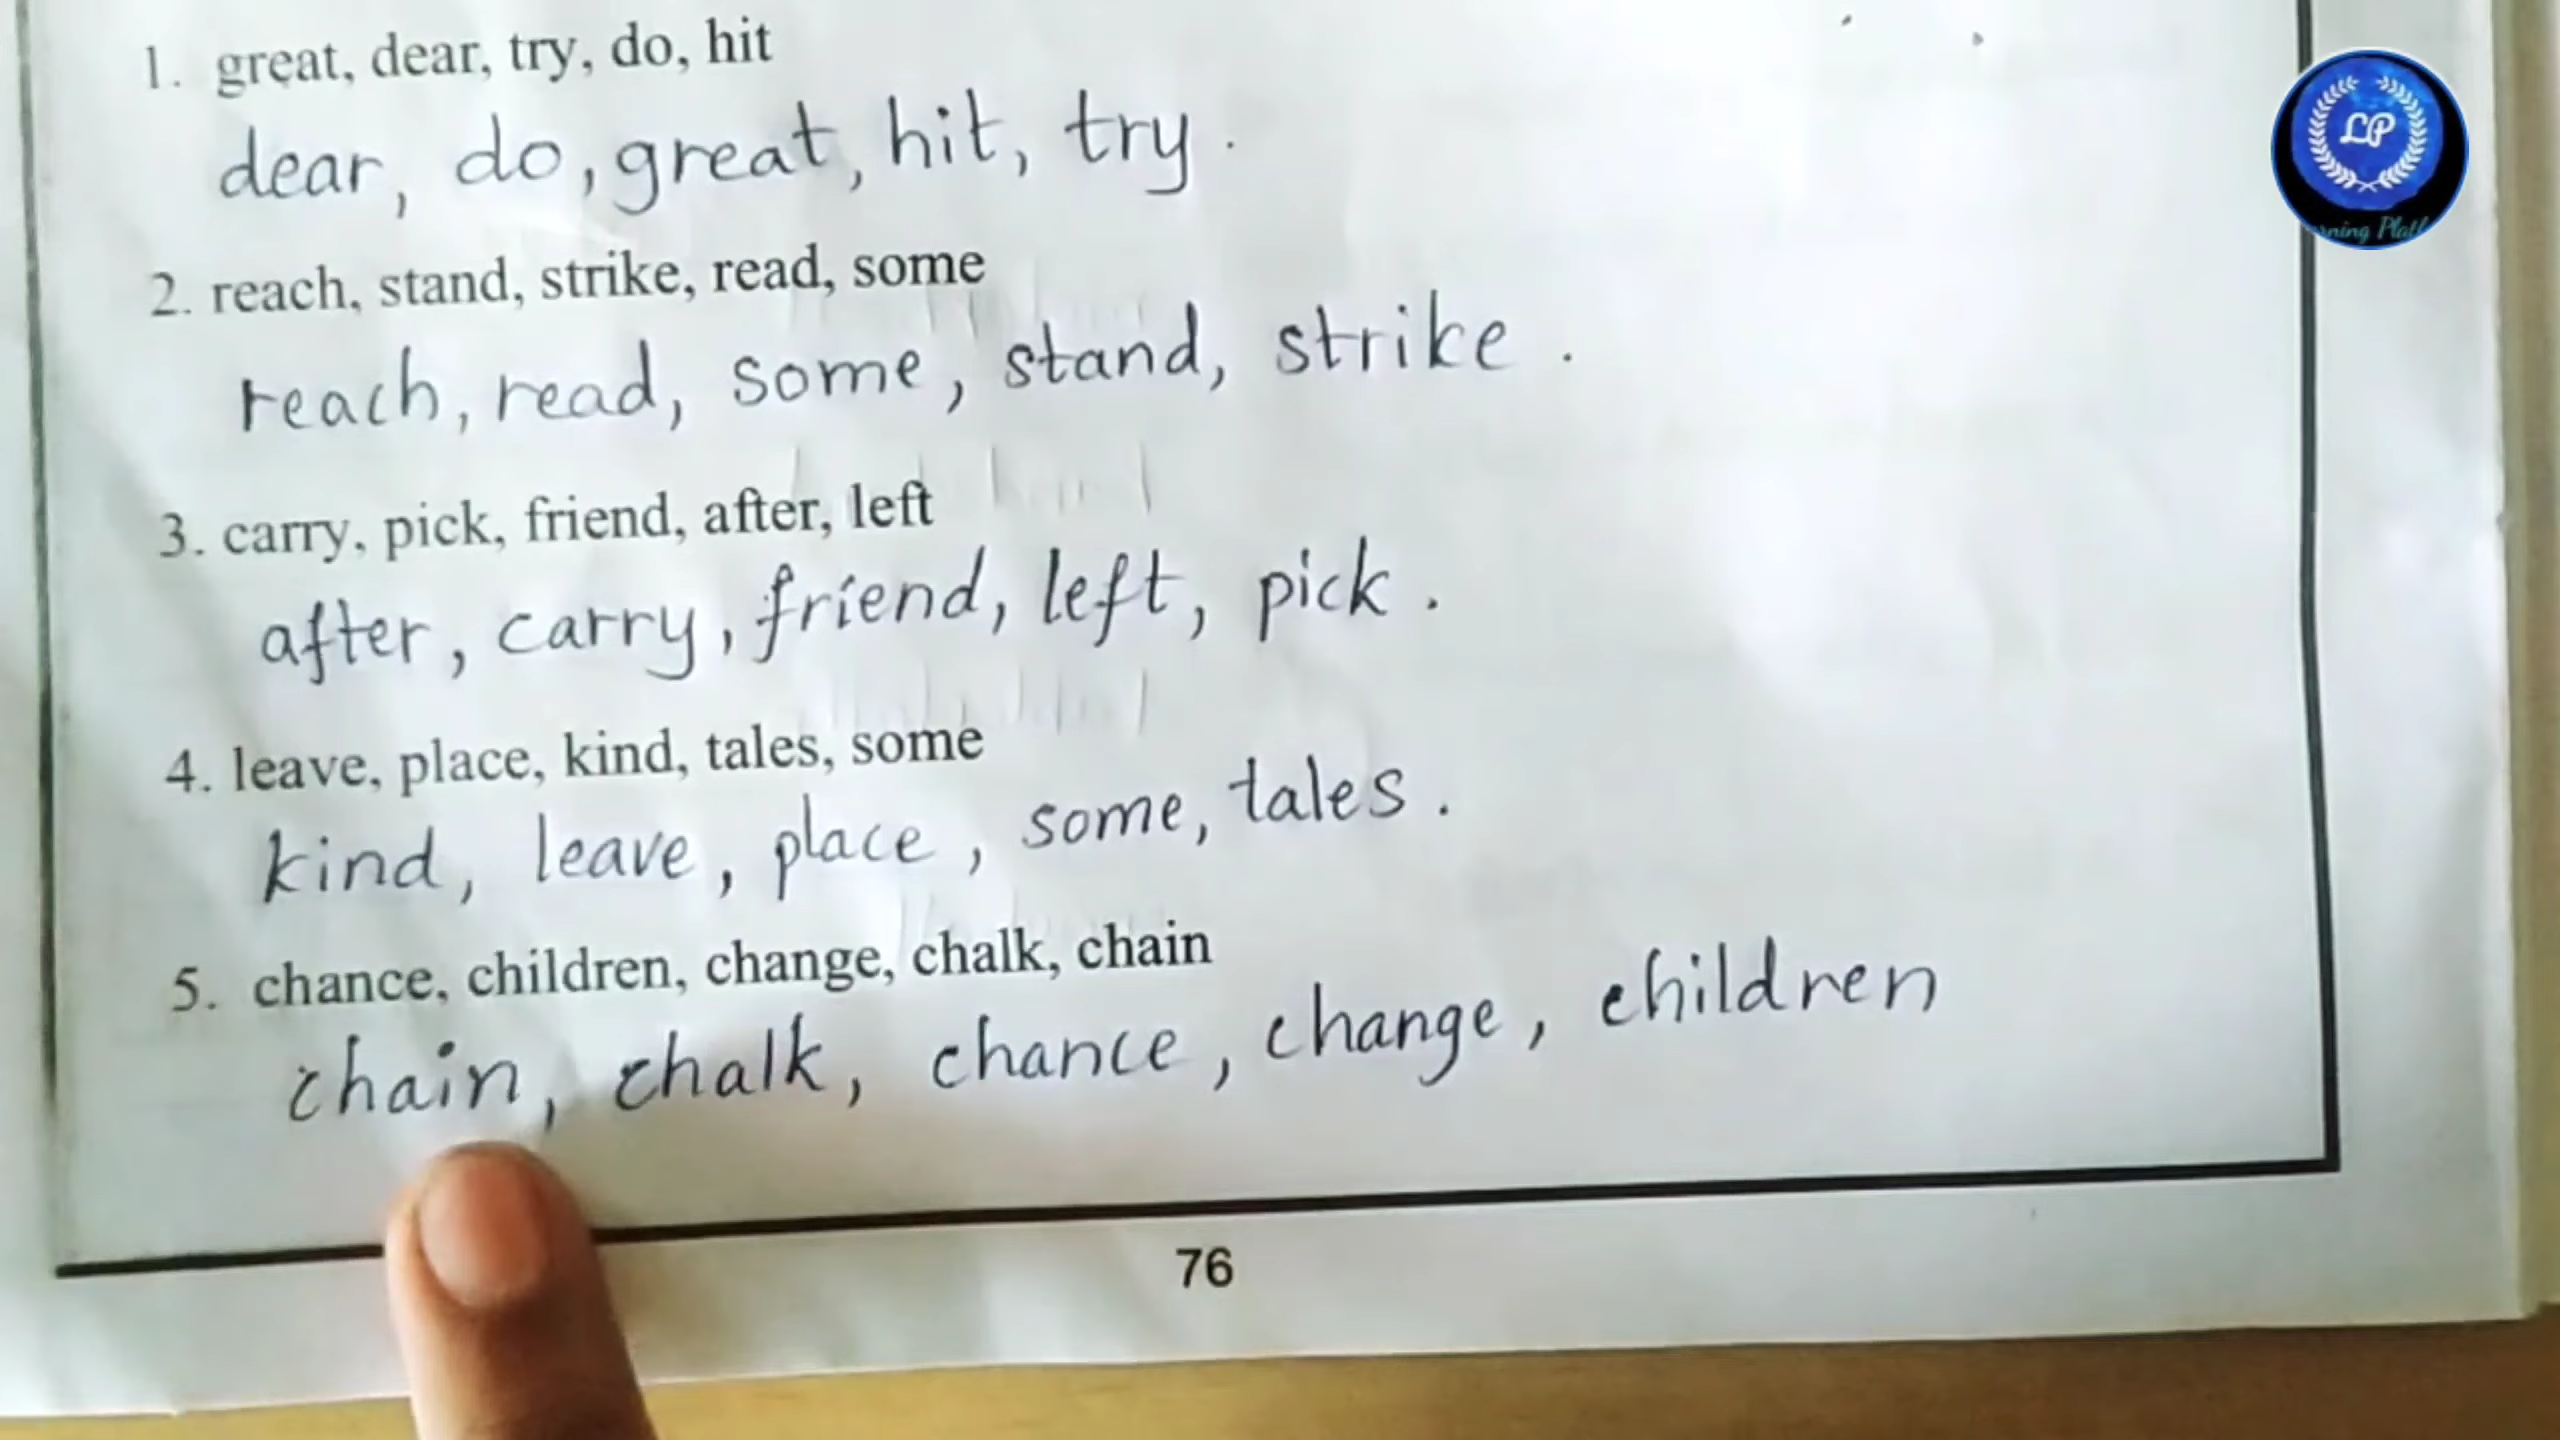 1. great, dear, try, do, hit
dear, do, great, hit, try.
2. reach, stand, strike, read, some
reach, read, some, stand, strike.
3. carry, pick, friend, after, left
after, carry, friend, left, pick.
4. leave, place, kind, tales, some
kind, leave, place, some, tales.
5. chance, children, change, chalk, chain
chain, chalk, chance, change, children
76
LP